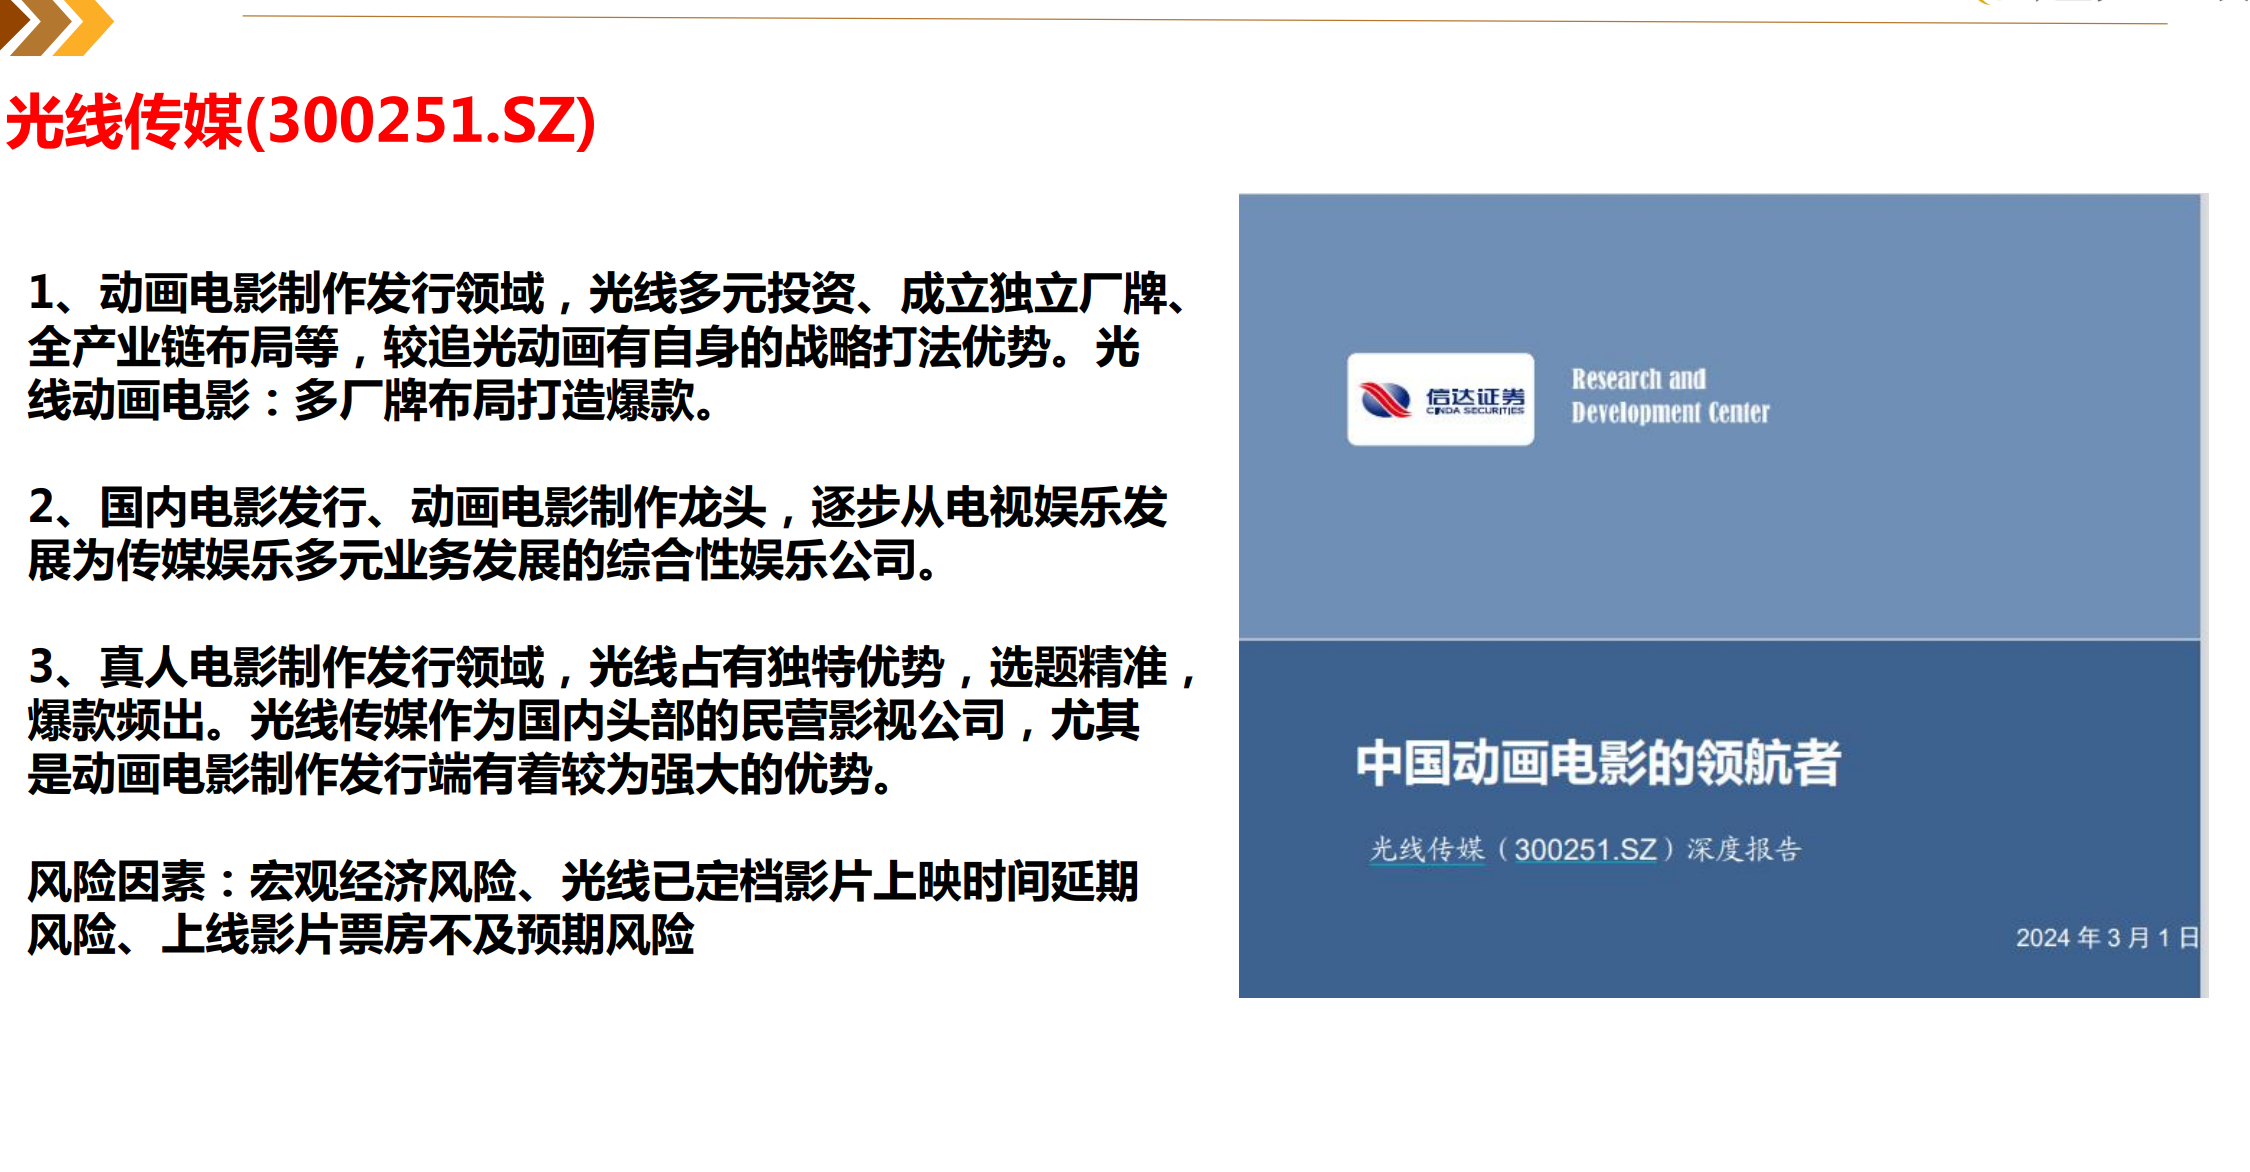 光线传媒(300251.SZ)
1、动画电影制作发行领域，光线多元投资、成立独立厂牌、
全产业链布局等，较追光动画有自身的战略打法优势。光
线动画电影：多厂牌布局打造爆款。
2、国内电影发行、动画电影制作龙头，逐步从电视娱乐发
展为传媒娱乐多元业务发展的综合性娱乐公司。
3、真人电影制作发行领域，光线占有独特优势，选题精准，
爆款频出。光线传媒作为国内头部的民营影视公司，尤其
是动画电影制作发行端有着较为强大的优势。
风险因素：宏观经济风险、光线已定档影片上映时间延期
风险、上线影片票房不及预期风险
信达证券
CINDA SECURITIES
Research and
Development Center
中国动画电影的领航者
光线传媒（300251.SZ）深度报告
2024 年 3 月 1 日